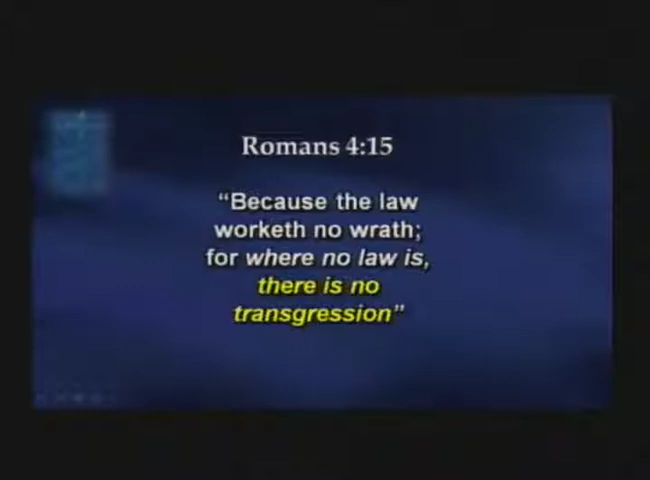 Romans 4:15
“Because the law
worketh no wrath;
for where no law is,
there is no
transgression”